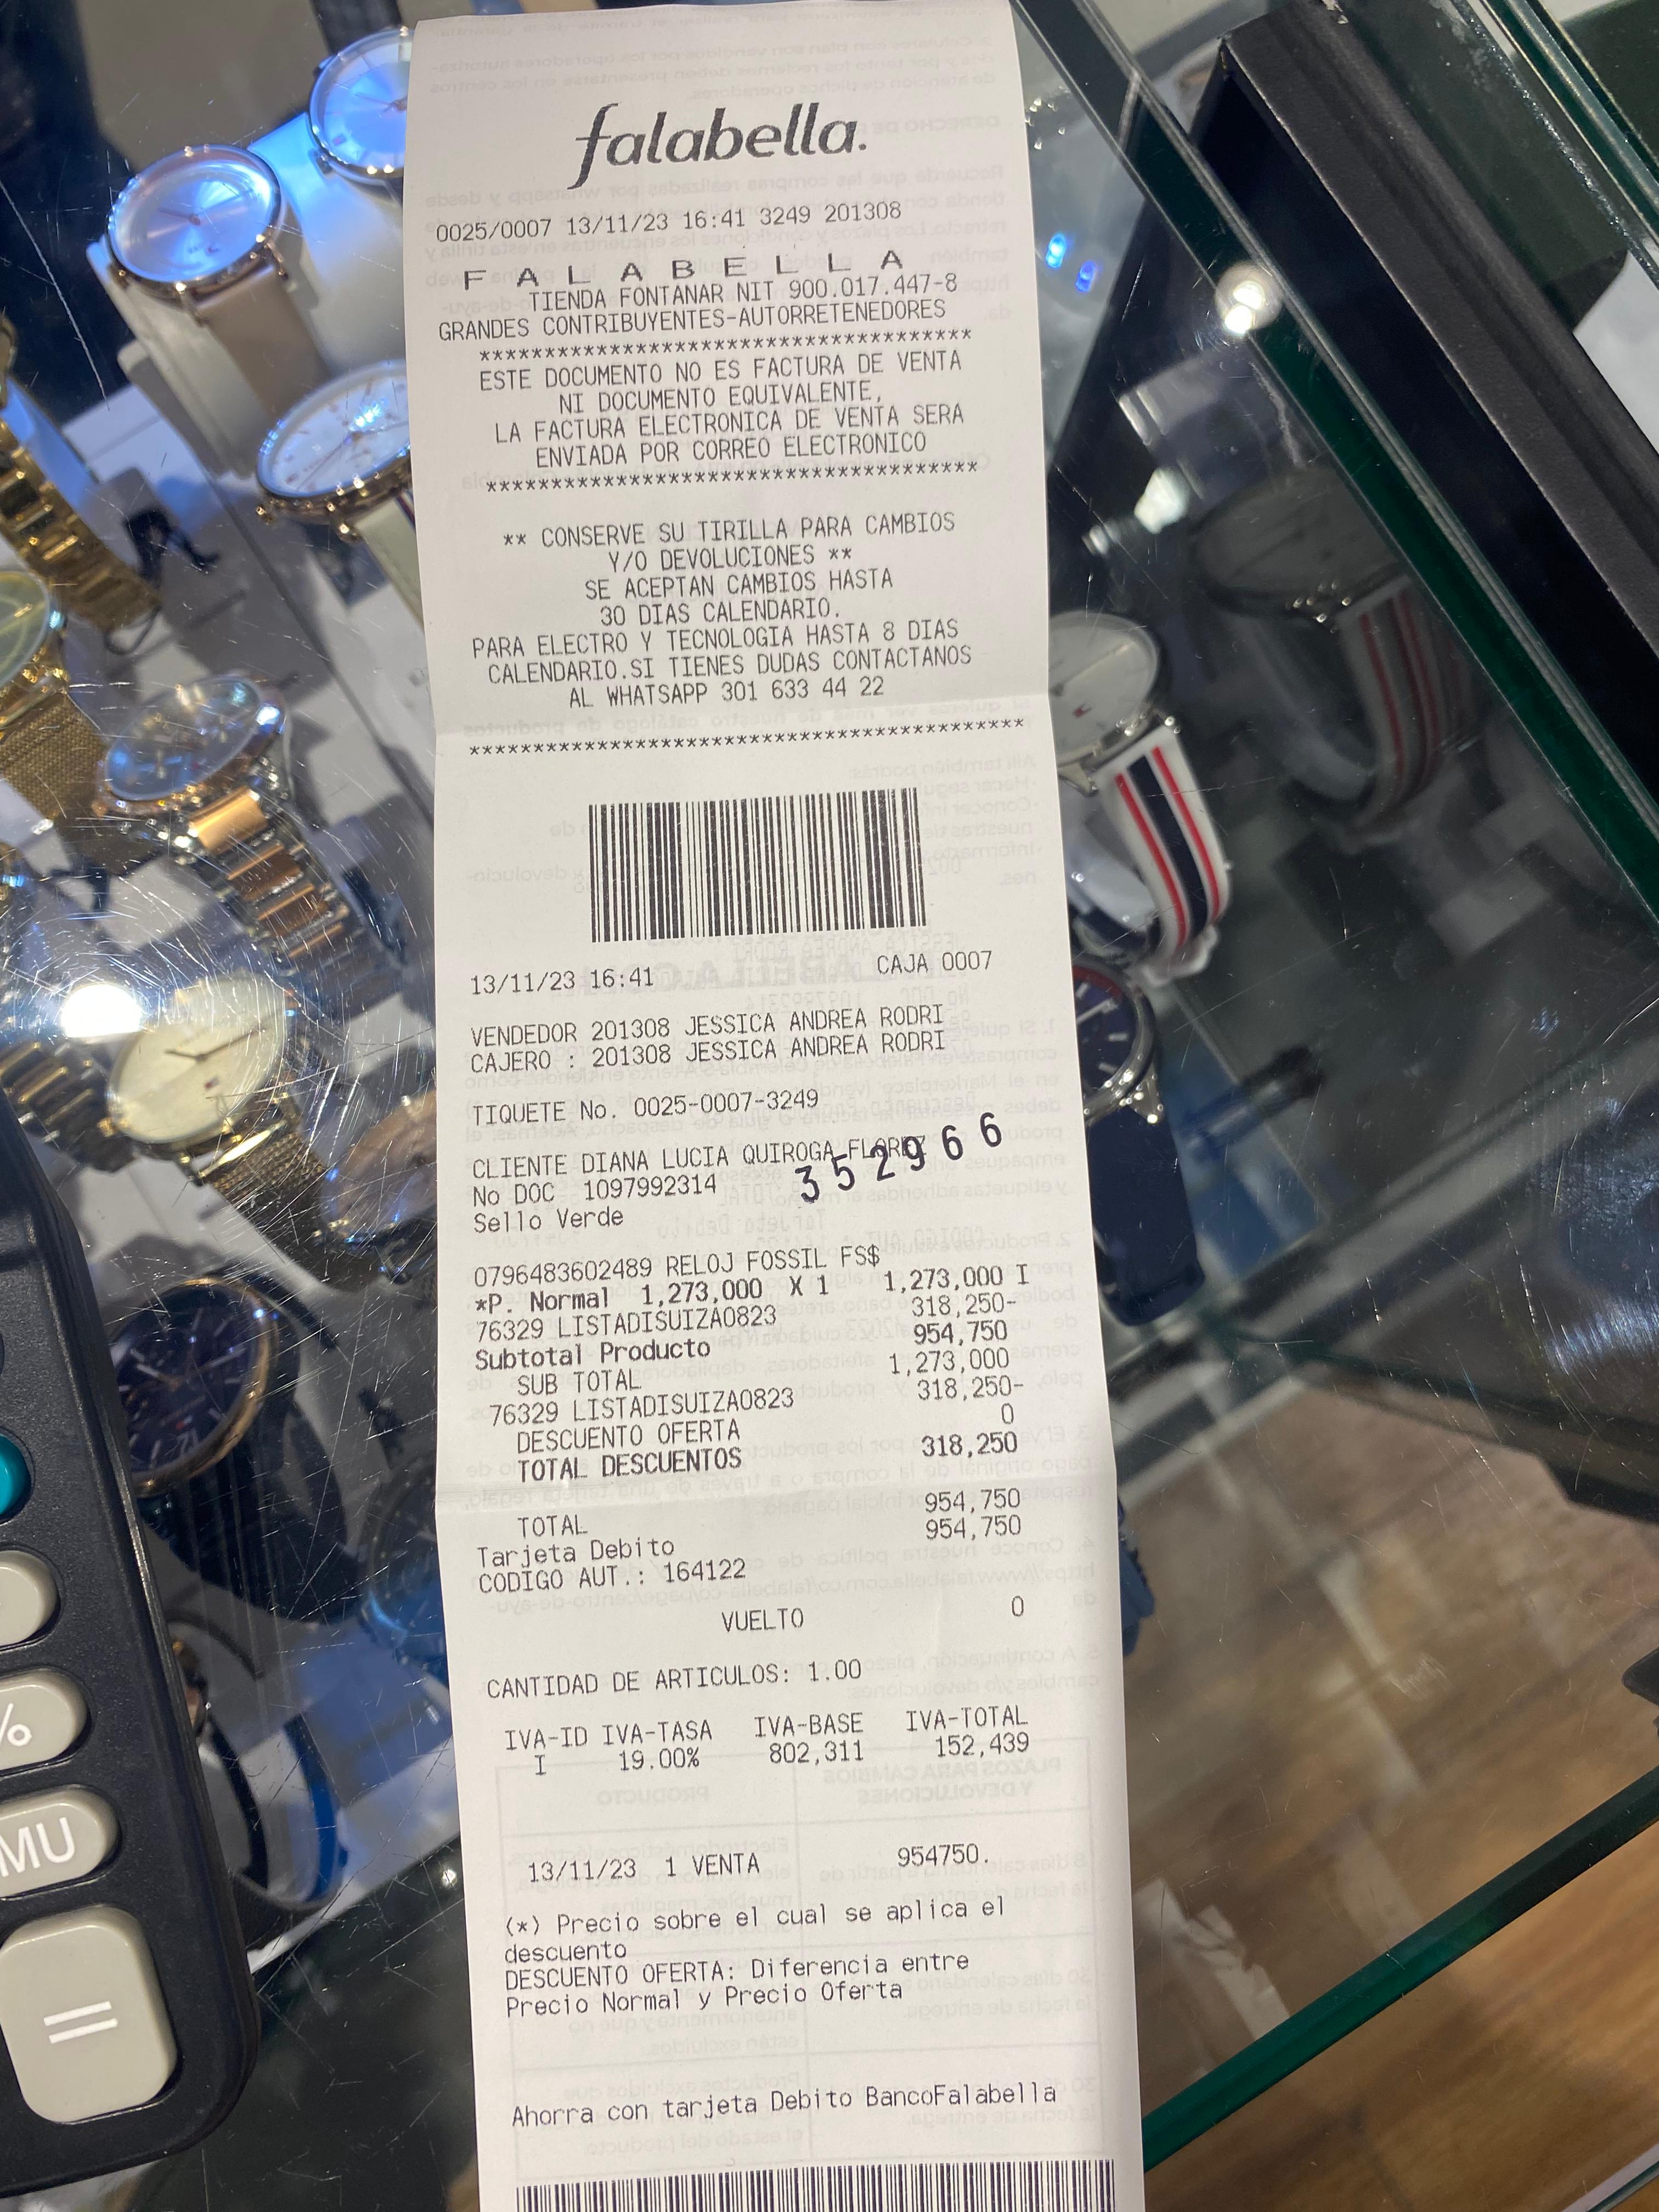 falabella.
0025/0007 13/11/23 16:41 3249 201308
F A L A B E L L A
TIENDA FONTANAR NIT 900.017.447-8
GRANDES CONTRIBUYENTES-AUTORRETENEDORES
**************************************
ESTE DOCUMENTO NO ES FACTURA DE VENTA
NI DOCUMENTO EQUIVALENTE,
LA FACTURA ELECTRONICA DE VENTA SERA
ENVIADA POR CORREO ELECTRONICO
**************************************
** CONSERVE SU TIRILLA PARA CAMBIOS
Y/O DEVOLUCIONES **
SE ACEPTAN CAMBIOS HASTA
30 DIAS CALENDARIO.
PARA ELECTRO Y TECNOLOGIA HASTA 8 DIAS
CALENDARIO.SI TIENES DUDAS CONTACTANOS
AL WHATSAPP 301 633 44 22
*******************************************
13/11/23 16:41 CAJA 0007
VENDEDOR 201308 JESSICA ANDREA RODRI
CAJERO : 201308 JESSICA ANDREA RODRI
TIQUETE No. 0025-0007-3249
CLIENTE DIANA LUCIA QUIROGA FLOREZ
352966
No DOC 1097992314
Sello Verde
0796483602489 RELOJ FOSSIL FS$
*P. Normal 1,273,000 X 1 1,273,000 I
76329 LISTADISUIZA0823 318,250-
Subtotal Producto 954,750
SUB TOTAL 1,273,000
76329 LISTADISUIZA0823 318,250-
DESCUENTO OFERTA 0
TOTAL DESCUENTOS 318,250
TOTAL 954,750
Tarjeta Debito 954,750
CODIGO AUT.: 164122
VUELTO 0
CANTIDAD DE ARTICULOS: 1.00
IVA-ID IVA-TASA IVA-BASE IVA-TOTAL
I 19.00% 802,311 152,439
13/11/23 1 VENTA 954750.
(*) Precio sobre el cual se aplica el
descuento
DESCUENTO OFERTA: Diferencia entre
Precio Normal y Precio Oferta
Ahorra con tarjeta Debito BancoFalabella
%
MU
=